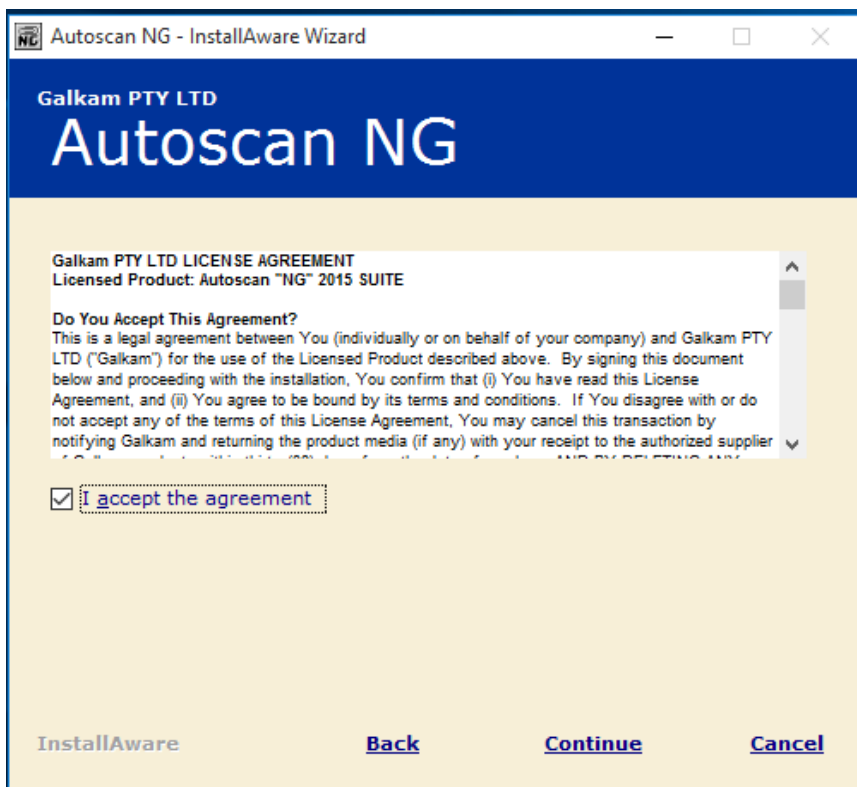 Autoscan NG - InstallAware Wizard
Galkam PTY LTD
Autoscan NG
Galkam PTY LTD LICENSE AGREEMENT
Licensed Product: Autoscan "NG" 2015 SUITE
Do You Accept This Agreement?
This is a legal agreement between You (individually or on behalf of your company) and Galkam PTY
LTD ("Galkam") for the use of the Licensed Product described above. By signing this document
below and proceeding with the installation, You confirm that (i) You have read this License
Agreement, and (ii) You agree to be bound by its terms and conditions. If You disagree with or do
not accept any of the terms of this License Agreement, You may cancel this transaction by
notifying Galkam and returning the product media (if any) with your receipt to the authorized supplier
I accept the agreement
InstallAware Back Continue Cancel